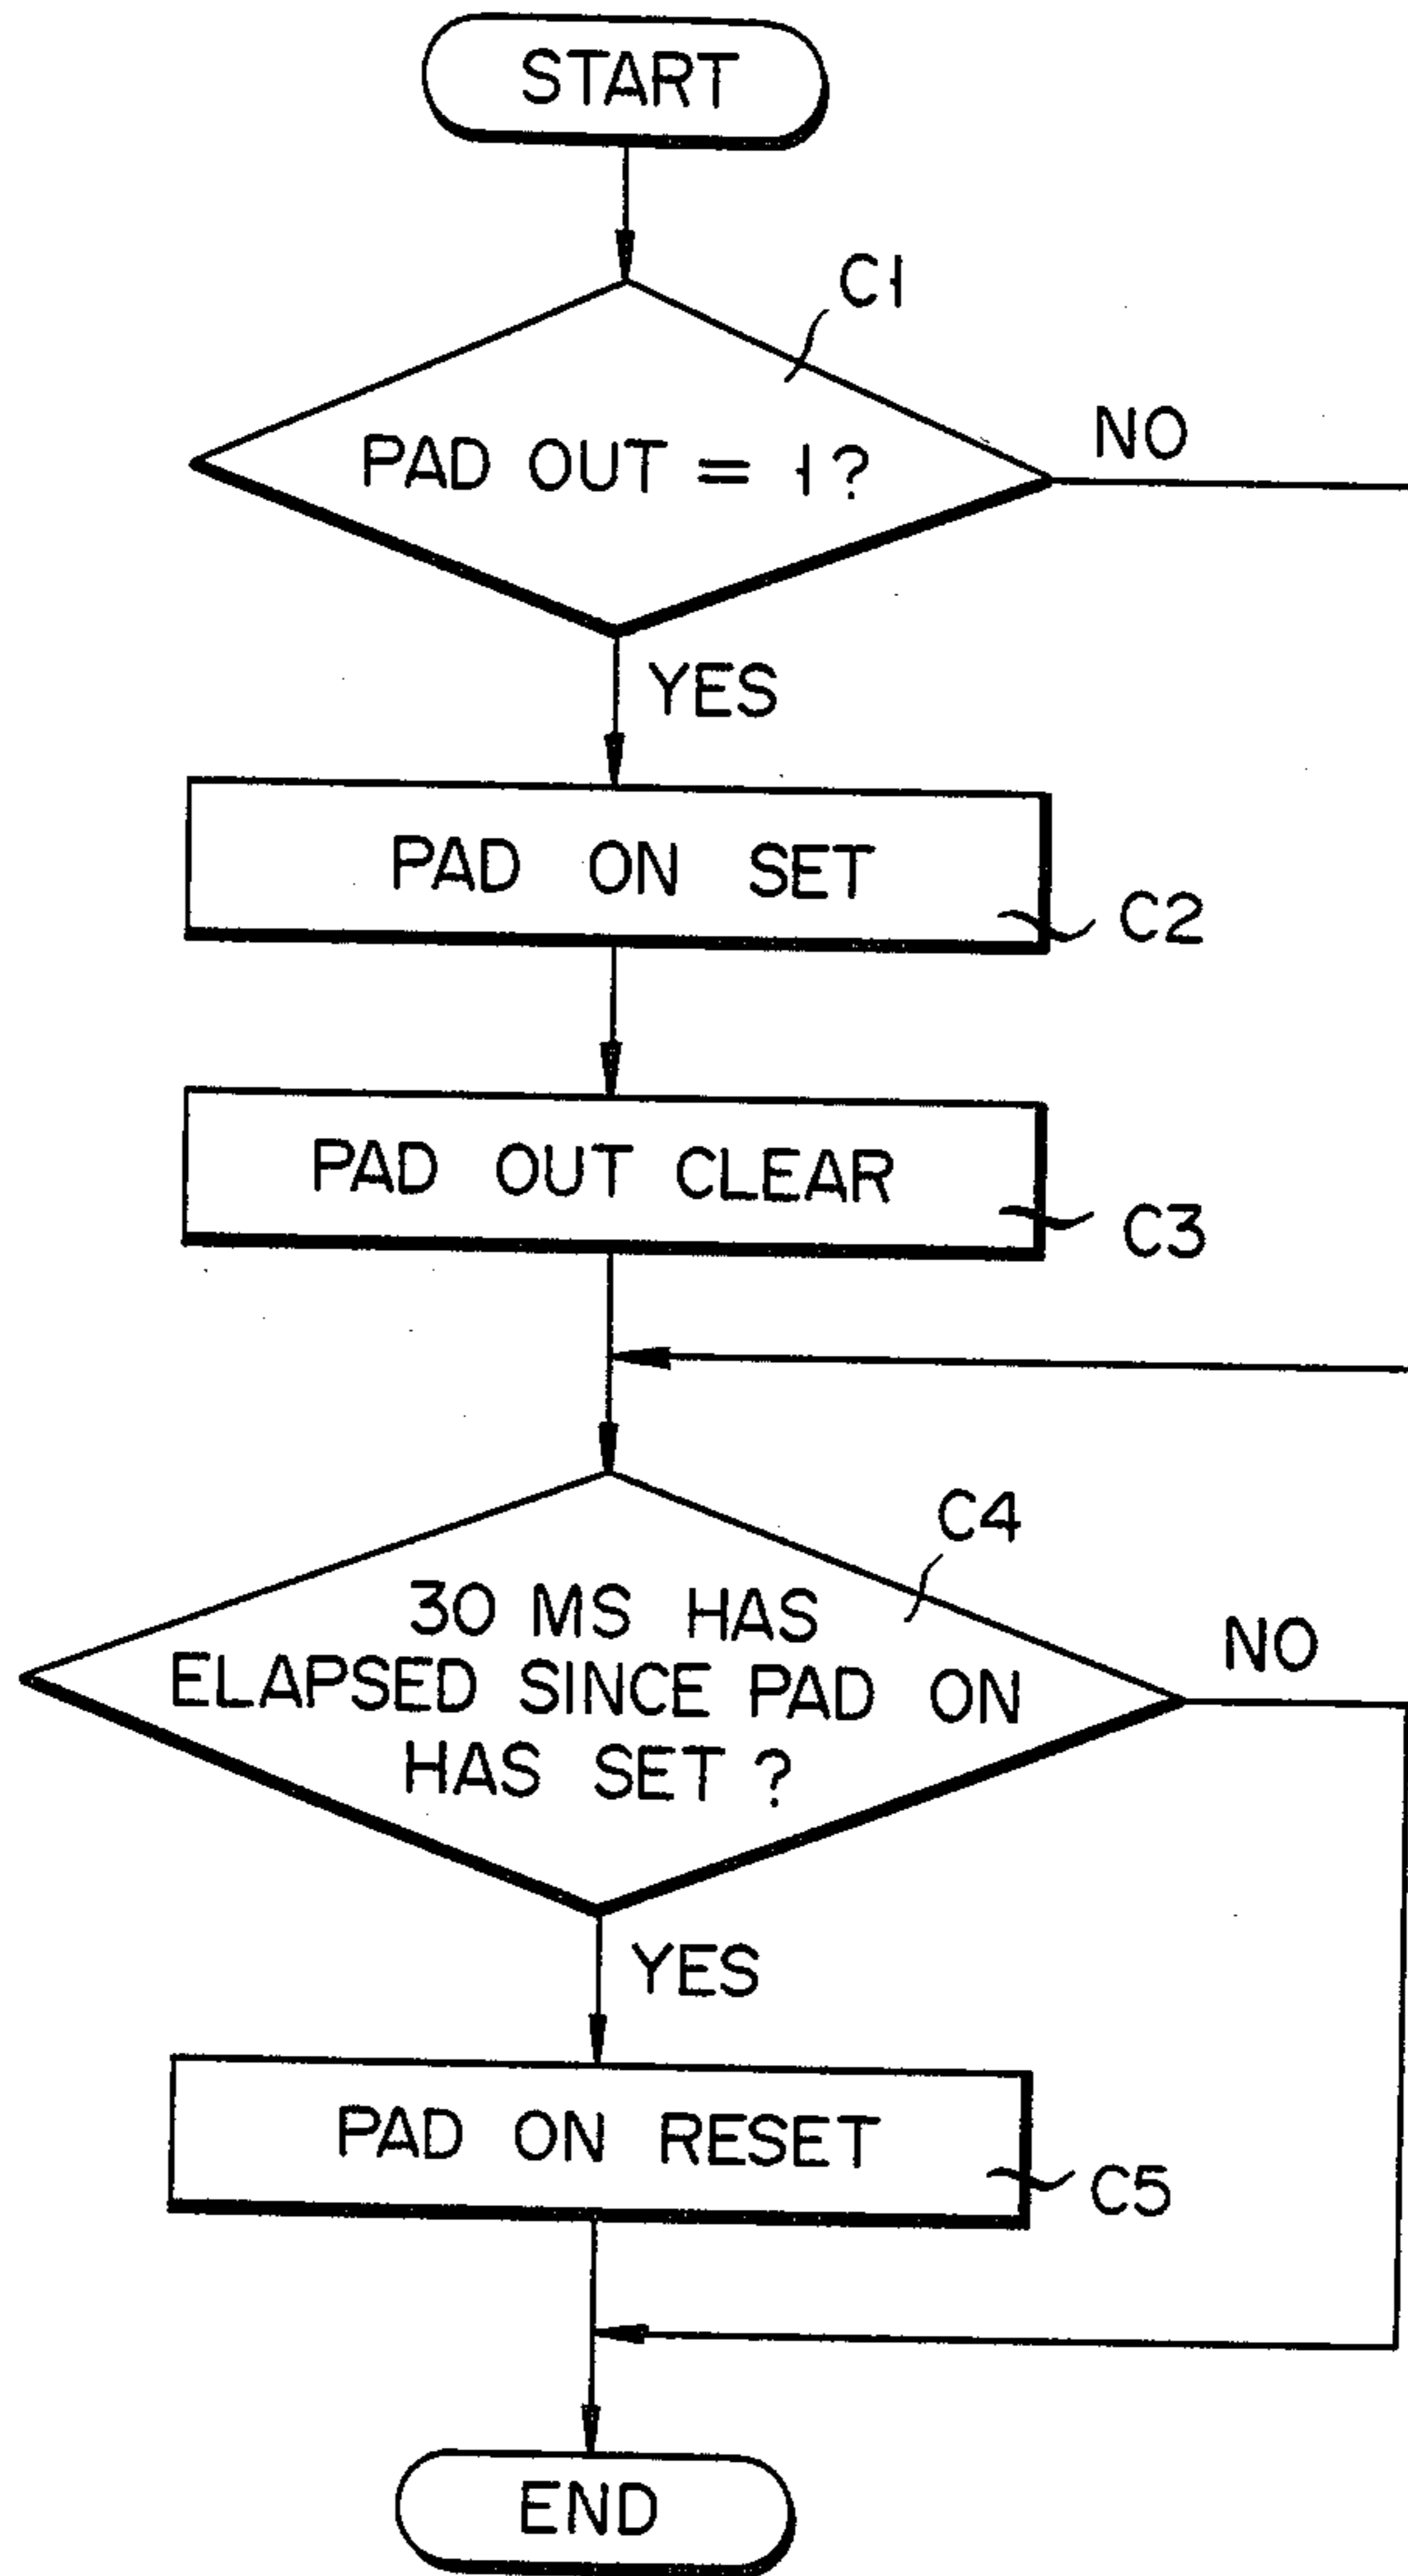 START
C1
PAD OUT = 1?
NO
YES
PAD ON SET
C2
PAD OUT CLEAR
C3
C4
30 MS HAS
ELAPSED SINCE PAD ON
HAS SET ?
NO
YES
PAD ON RESET
C5
END